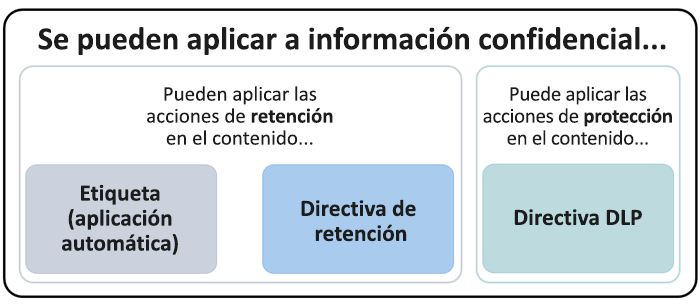 Se pueden aplicar a información confidencial...
Pueden aplicar las
acciones de retención
en el contenido...
Etiqueta
(aplicación
automática)
Directiva de
retención
Puede aplicar las
acciones de protección
en el contenido...
Directiva DLP